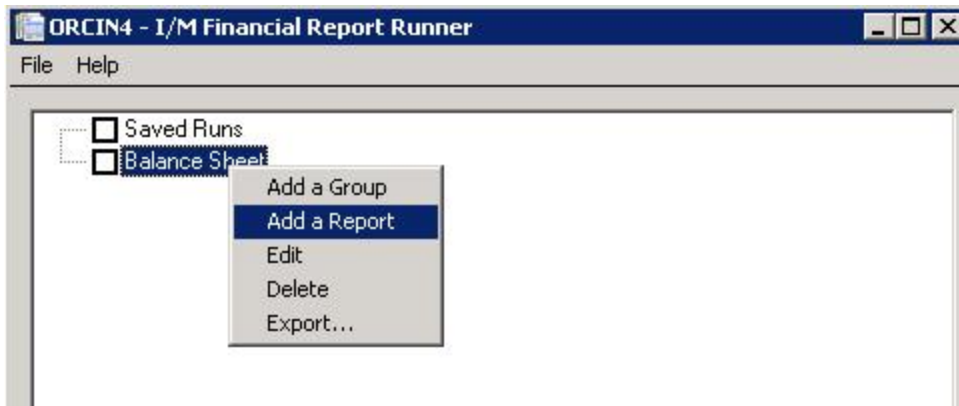 ORCIN4 - I/M Financial Report Runner
File Help
Saved Runs
Balance Sheet
Add a Group
Add a Report
Edit
Delete
Export...